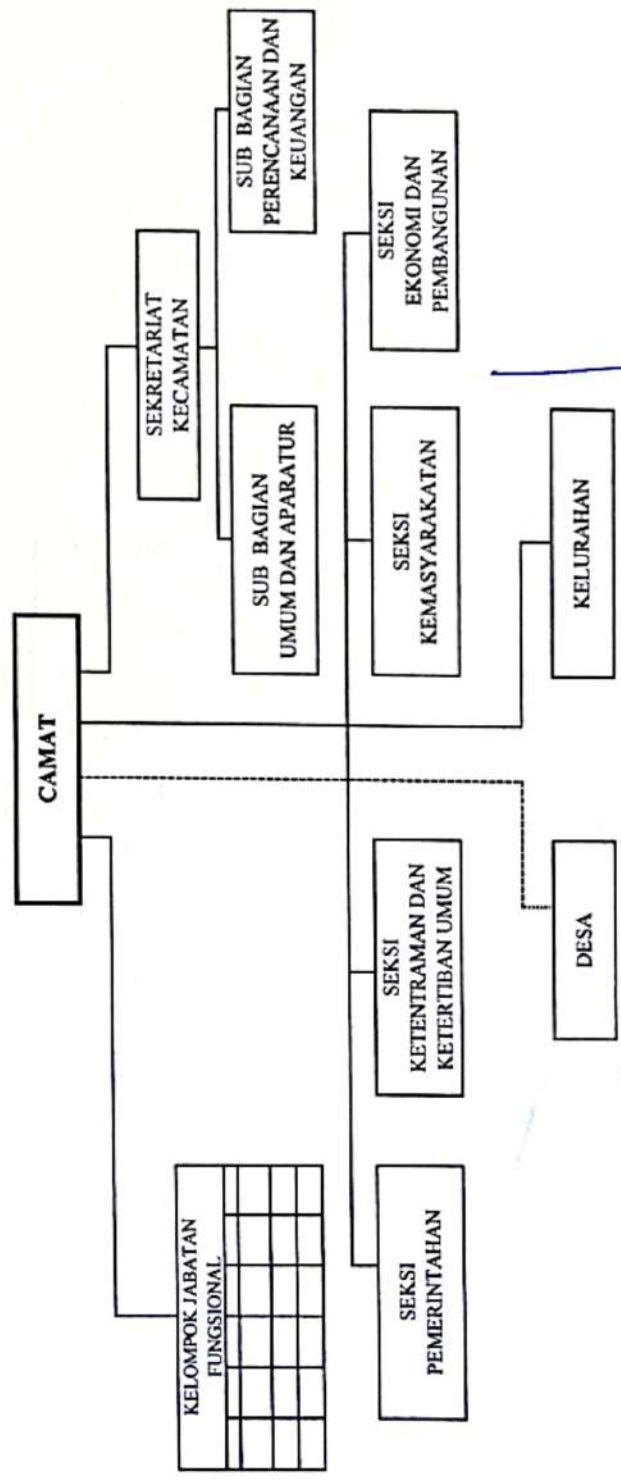 CAMAT
SEKRETARIAT
KECAMATAN
KELOMPOK JABATAN
FUNGSIONAL
SUB BAGIAN
UMUM DAN APARATUR
SUB BAGIAN
PERENCANAAN DAN
KEUANGAN
SEKSI
PEMERINTAHAN
SEKSI
KETENTRAMAN DAN
KETERTIBAN UMUM
SEKSI
KEMASYARAKATAN
SEKSI
EKONOMI DAN
PEMBANGUNAN
DESA
KELURAHAN